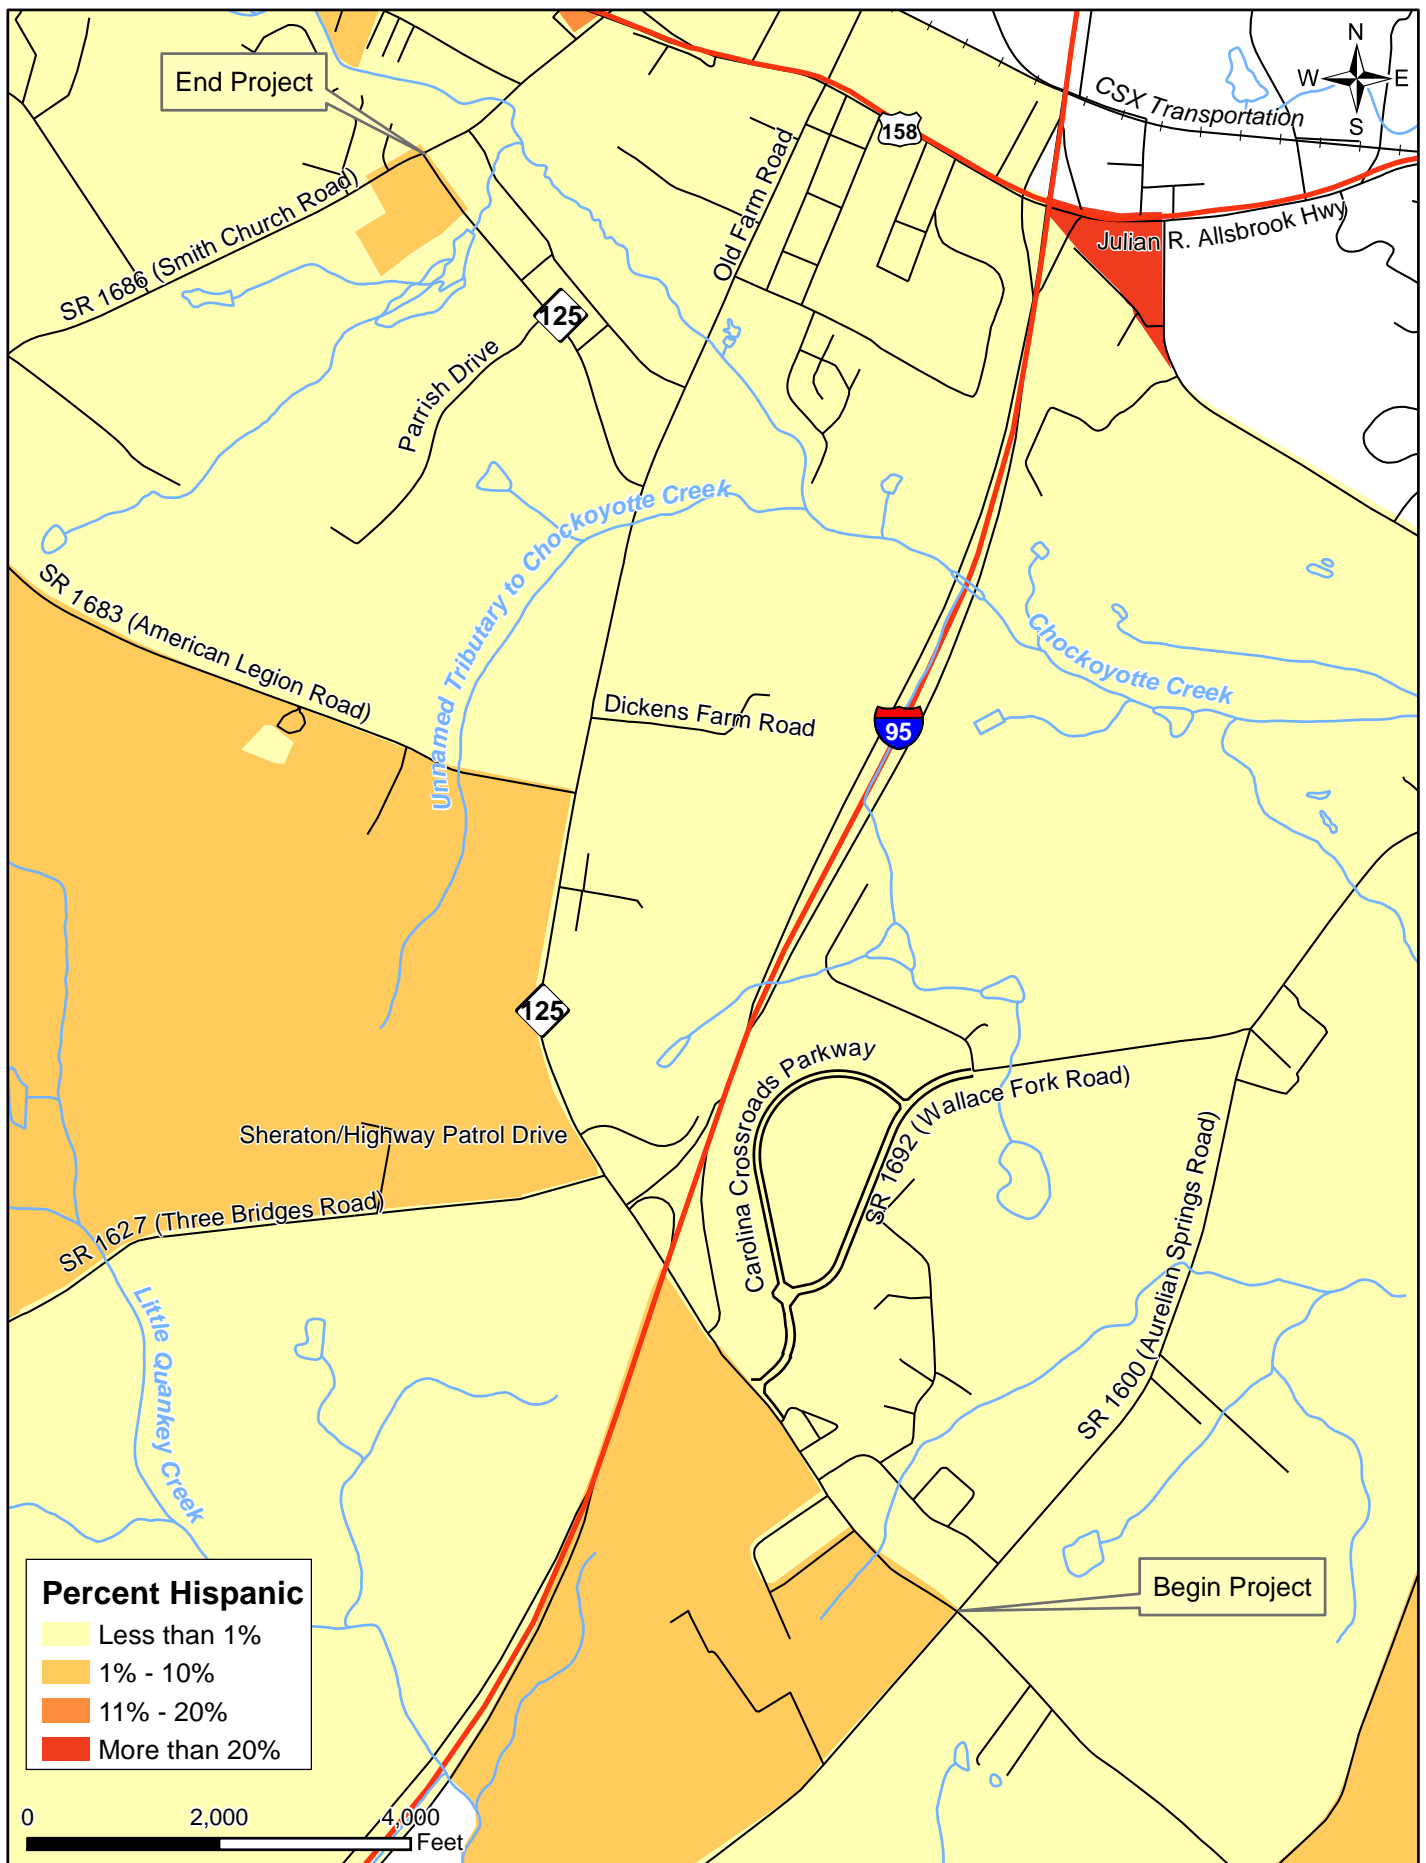 N
W E
S
End Project
CSX Transportation
158
Julian R. Allsbrook Hwy
Old Farm Road
SR 1686 (Smith Church Road)
125
Parrish Drive
Unnamed Tributary to Chockoyotte Creek
SR 1683 (American Legion Road)
Chockoyotte Creek
Dickens Farm Road
95
125
Carolina Crossroads Parkway
SR 1692 (Wallace Fork Road)
Sheraton/Highway Patrol Drive
SR 1600 (Aurelian Springs Road)
SR 1627 (Three Bridges Road)
Little Quankey Creek
Begin Project
Percent Hispanic
Less than 1%
1% - 10%
11% - 20%
More than 20%
0 2,000 4,000
Feet